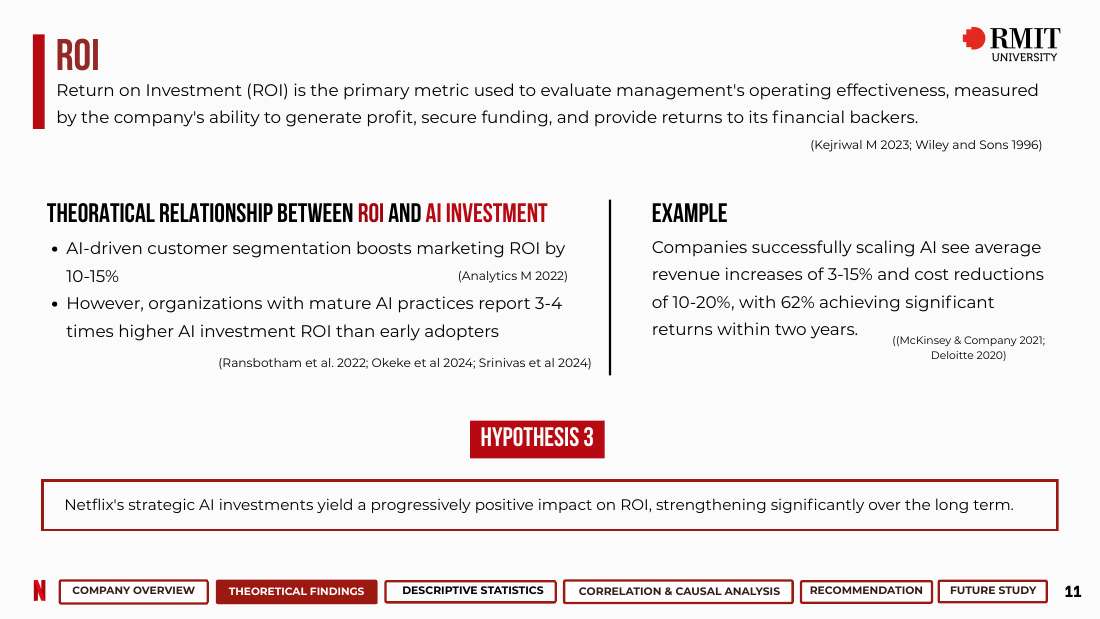 ROI
RMIT
UNIVERSITY
Return on Investment (ROI) is the primary metric used to evaluate management's operating effectiveness, measured
by the company's ability to generate profit, secure funding, and provide returns to its financial backers.
(Kejriwal M 2023; Wiley and Sons 1996)
THEORATICAL RELATIONSHIP BETWEEN ROI AND AI INVESTMENT
• AI-driven customer segmentation boosts marketing ROI by
10-15%
(Analytics M 2022)
• However, organizations with mature AI practices report 3-4
times higher AI investment ROI than early adopters
(Ransbotham et al. 2022; Okeke et al 2024; Srinivas et al 2024)
EXAMPLE
Companies successfully scaling AI see average
revenue increases of 3-15% and cost reductions
of 10-20%, with 62% achieving significant
returns within two years.
((McKinsey & Company 2021;
Deloitte 2020)
HYPOTHESIS 3
Netflix's strategic AI investments yield a progressively positive impact on ROI, strengthening significantly over the long term.
N
COMPANY OVERVIEW
THEORETICAL FINDINGS
DESCRIPTIVE STATISTICS
CORRELATION & CAUSAL ANALYSIS
RECOMMENDATION
FUTURE STUDY
11